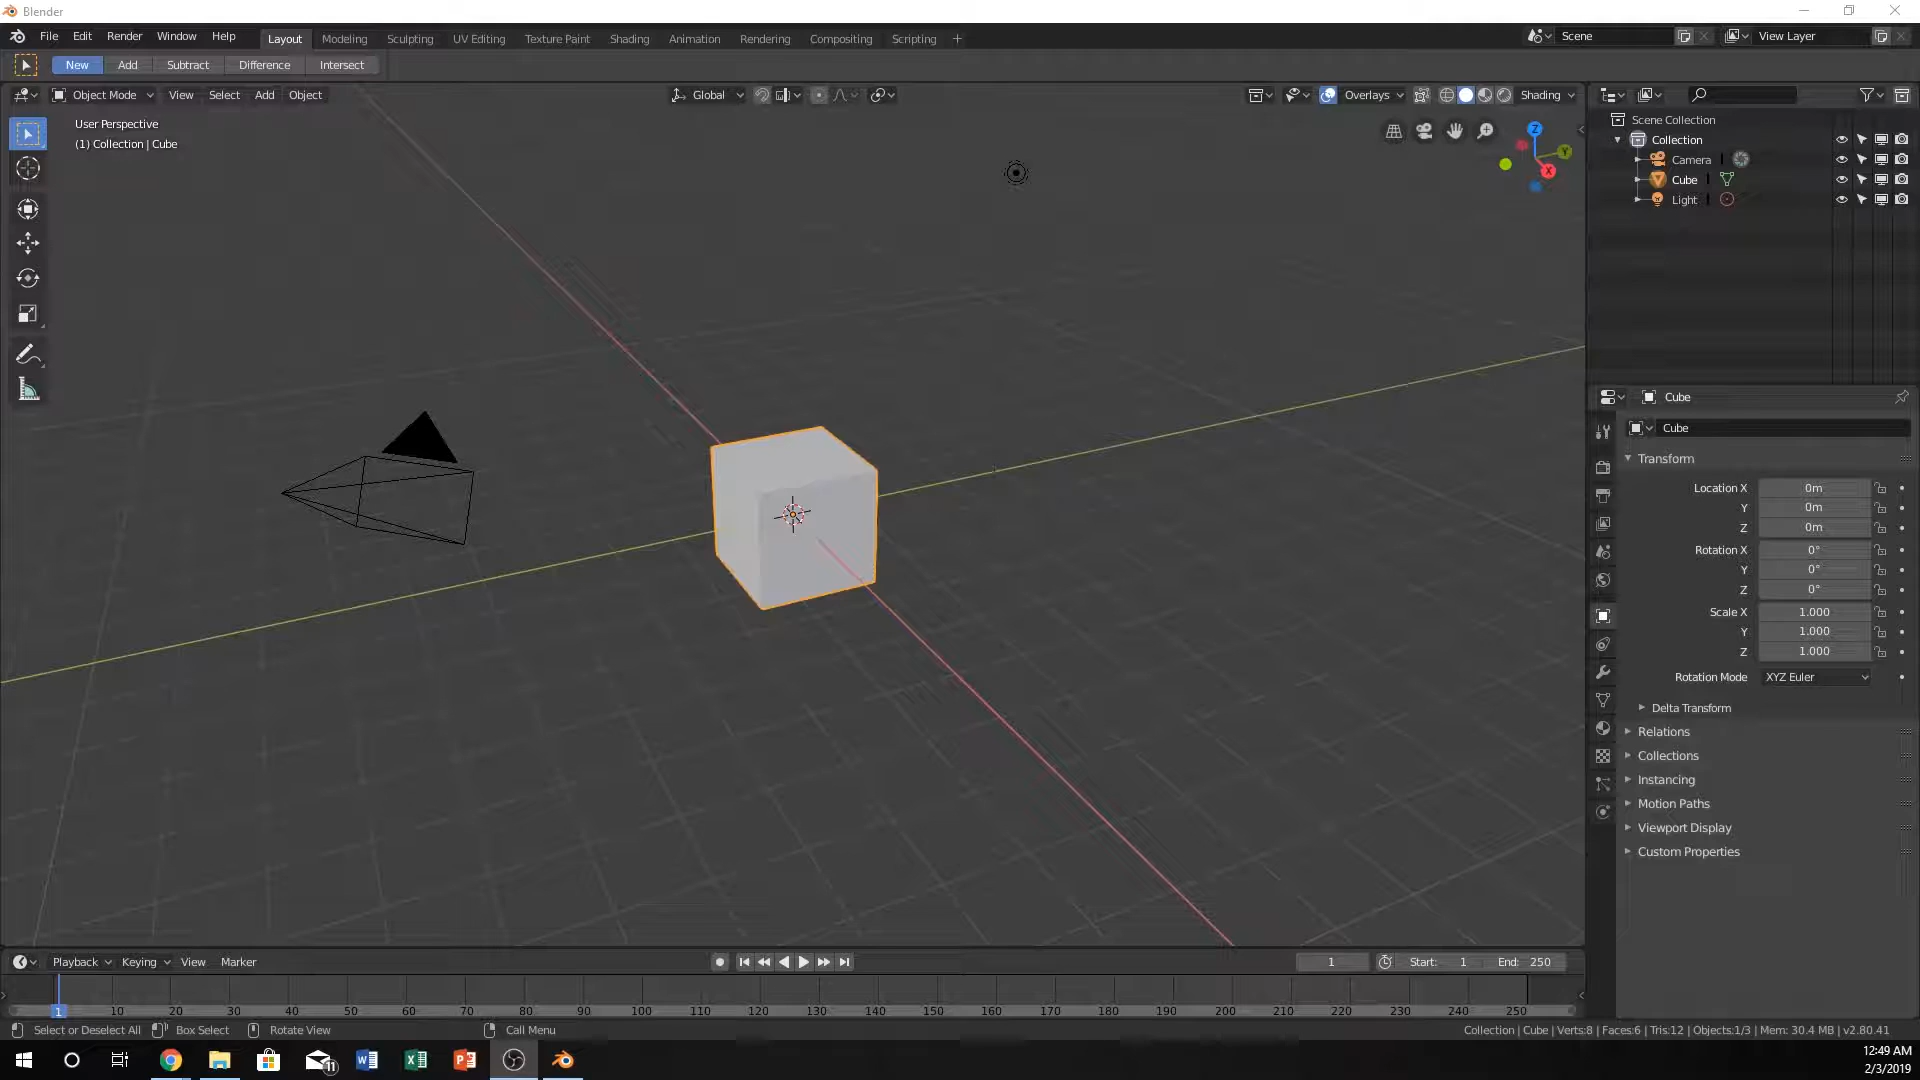 Blender
File Edit Render Window Help Layout Modeling Sculpting UV Editing Texture Paint Shading Animation Rendering Compositing Scripting + Scene View Layer
New Add Subtract Difference Intersect
Object Mode View Select Add Object Global Overlays Shading
User Perspective
(1) Collection | Cube
Z
Y
X
Scene Collection
Collection
Camera
Cube
Light
Cube
Cube
Transform
Location X 0m
Y 0m
Z 0m
Rotation X 0°
Y 0°
Z 0°
Scale X 1.000
Y 1.000
Z 1.000
Rotation Mode XYZ Euler
Delta Transform
Relations
Collections
Instancing
Motion Paths
Viewport Display
Custom Properties
Playback Keying View Marker 1 Start: 1 End: 250
1 10 20 30 40 50 60 70 80 90 100 110 120 130 140 150 160 170 180 190 200 210 220 230 240 250
Select or Deselect All Box Select Rotate View Call Menu Collection | Cube | Verts:8 | Faces:6 | Tris:12 | Objects:1/3 | Mem: 30.4 MB | v2.80.41
11
12:49 AM
2/3/2019